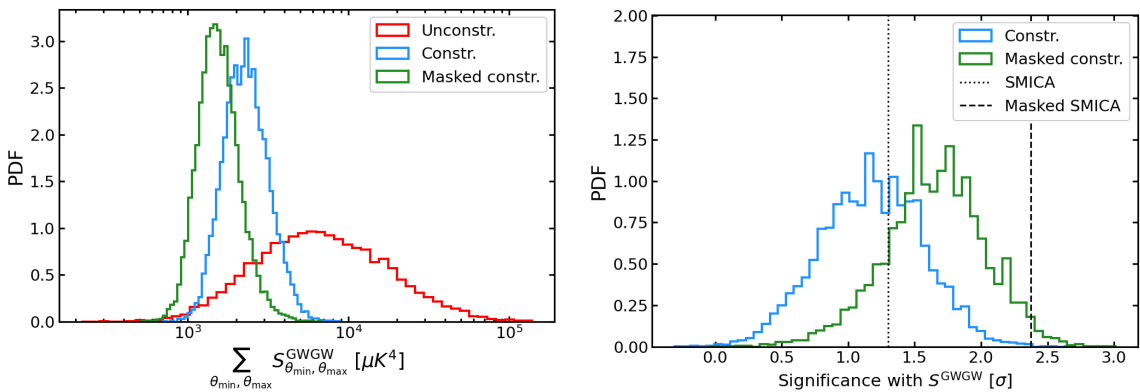 3.0
2.5
2.0
1.5
1.0
0.5
0.0
PDF
Unconstr.
Constr.
Masked constr.
10³ 10⁴ 10⁵
∑ S^GWGW_θmin, θmax [μK⁴]
θmin, θmax
2.00
1.75
1.50
1.25
1.00
0.75
0.50
0.25
0.00
PDF
Constr.
Masked constr.
SMICA
Masked SMICA
0.0 0.5 1.0 1.5 2.0 2.5 3.0
Significance with S^GWGW [σ]